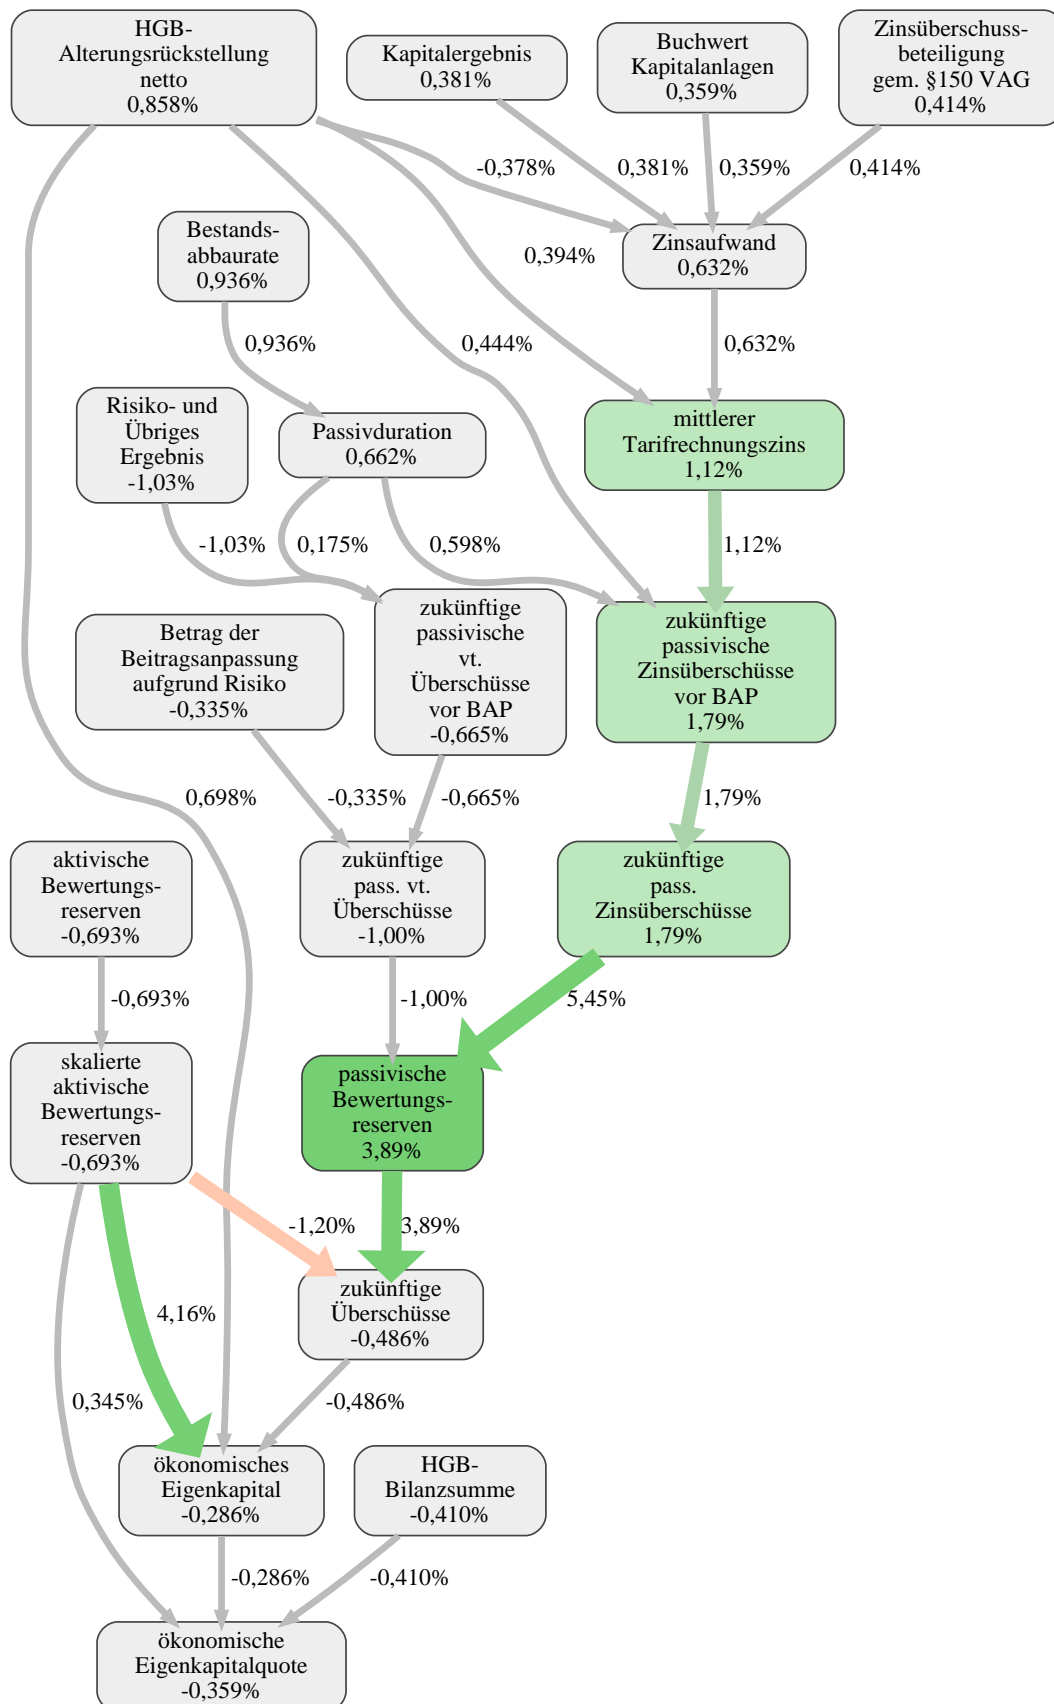 HGB-
Alterungsrückstellung
netto
0,858%
Kapitalergebnis
0,381%
Buchwert
Kapitalanlagen
0,359%
Zinsüberschuss-
beteiligung
gem. §150 VAG
0,414%
-0,378%
0,381%
0,359%
0,414%
Bestands-
abbaurate
0,936%
0,394%
Zinsaufwand
0,632%
0,936%
0,444%
0,632%
Risiko- und
Übriges
Ergebnis
-1,03%
Passivduration
0,662%
mittlerer
Tarifrechnungszins
1,12%
-1,03%
0,175%
0,598%
1,12%
Betrag der
Beitragsanpassung
aufgrund Risiko
-0,335%
zukünftige
passivische
vt.
Überschüsse
vor BAP
-0,665%
zukünftige
passivische
Zinsüberschüsse
vor BAP
1,79%
0,698%
-0,335%
-0,665%
1,79%
aktivische
Bewertungs-
reserven
-0,693%
zukünftige
pass. vt.
Überschüsse
-1,00%
zukünftige
pass.
Zinsüberschüsse
1,79%
-0,693%
-1,00%
5,45%
skalierte
aktivische
Bewertungs-
reserven
-0,693%
passivische
Bewertungs-
reserven
3,89%
-1,20%
3,89%
4,16%
zukünftige
Überschüsse
-0,486%
0,345%
-0,486%
ökonomisches
Eigenkapital
-0,286%
HGB-
Bilanzsumme
-0,410%
-0,286%
-0,410%
ökonomische
Eigenkapitalquote
-0,359%